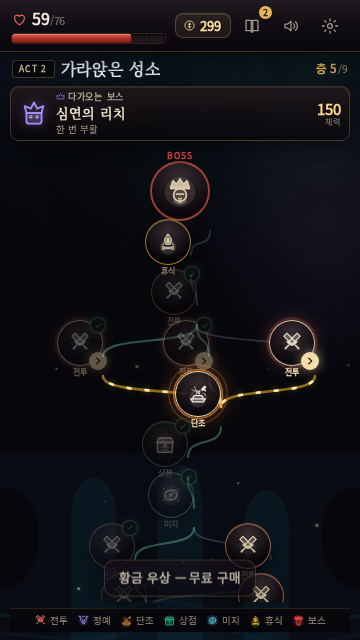 59/76
299
2
ACT 2 가라앉은 성소
층 5/9
다가오는 보스
심연의 리치
한 번 부활
150
체력
BOSS
휴식
전투
전투
전투
단조
상점
미지
황금 우상 — 무료 구매
전투 정예 단조 상점 미지 휴식 보스